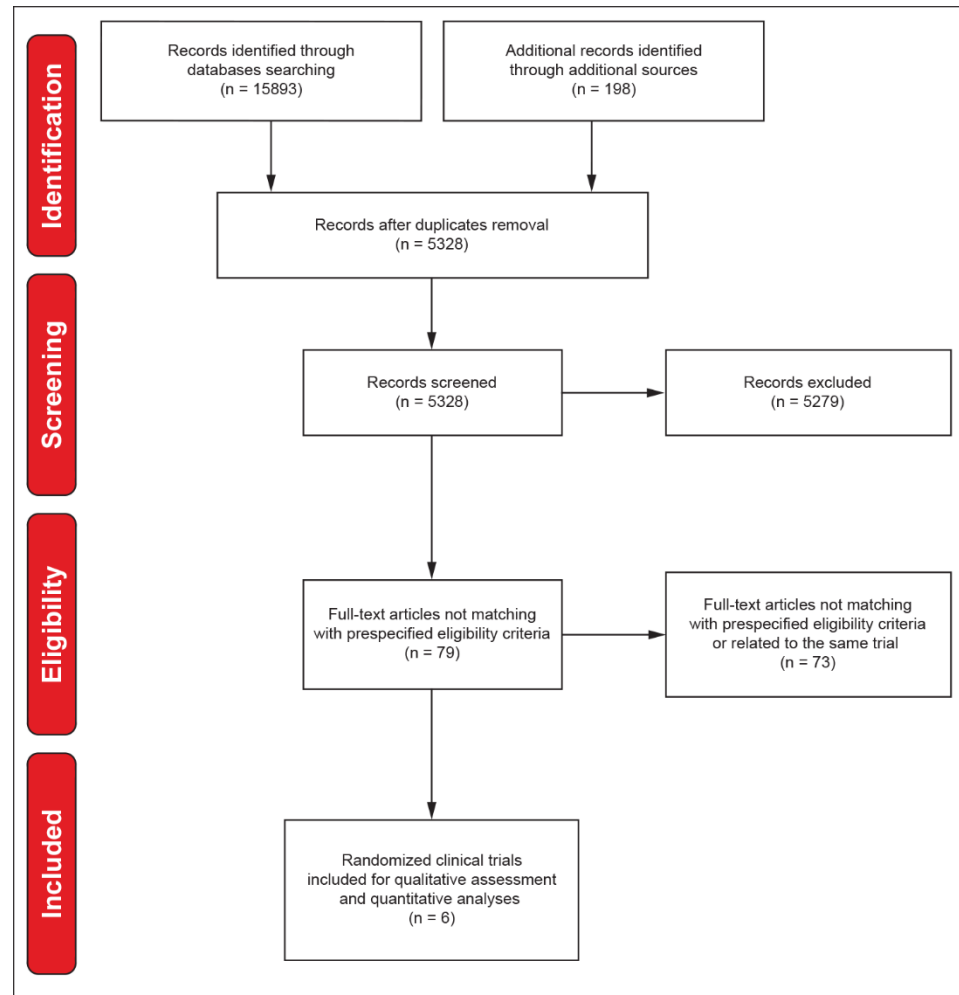 Identification
Records identified through
databases searching
(n = 15893)
Additional records identified
through additional sources
(n = 198)
Records after duplicates removal
(n = 5328)
Screening
Records screened
(n = 5328)
Records excluded
(n = 5279)
Eligibility
Full-text articles not matching
with prespecified eligibility criteria
(n = 79)
Full-text articles not matching
with prespecified eligibility criteria
or related to the same trial
(n = 73)
Included
Randomized clinical trials
included for qualitative assessment
and quantitative analyses
(n = 6)